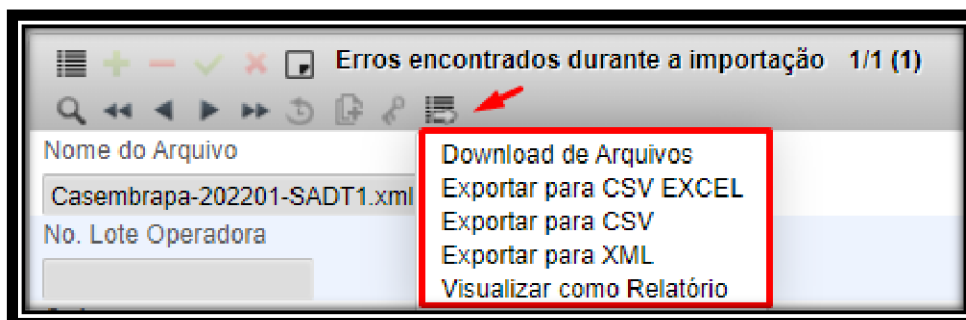 Erros encontrados durante a importação 1/1 (1)
Nome do Arquivo
Casembrapa-202201-SADT1.xml
No. Lote Operadora
Download de Arquivos
Exportar para CSV EXCEL
Exportar para CSV
Exportar para XML
Visualizar como Relatório